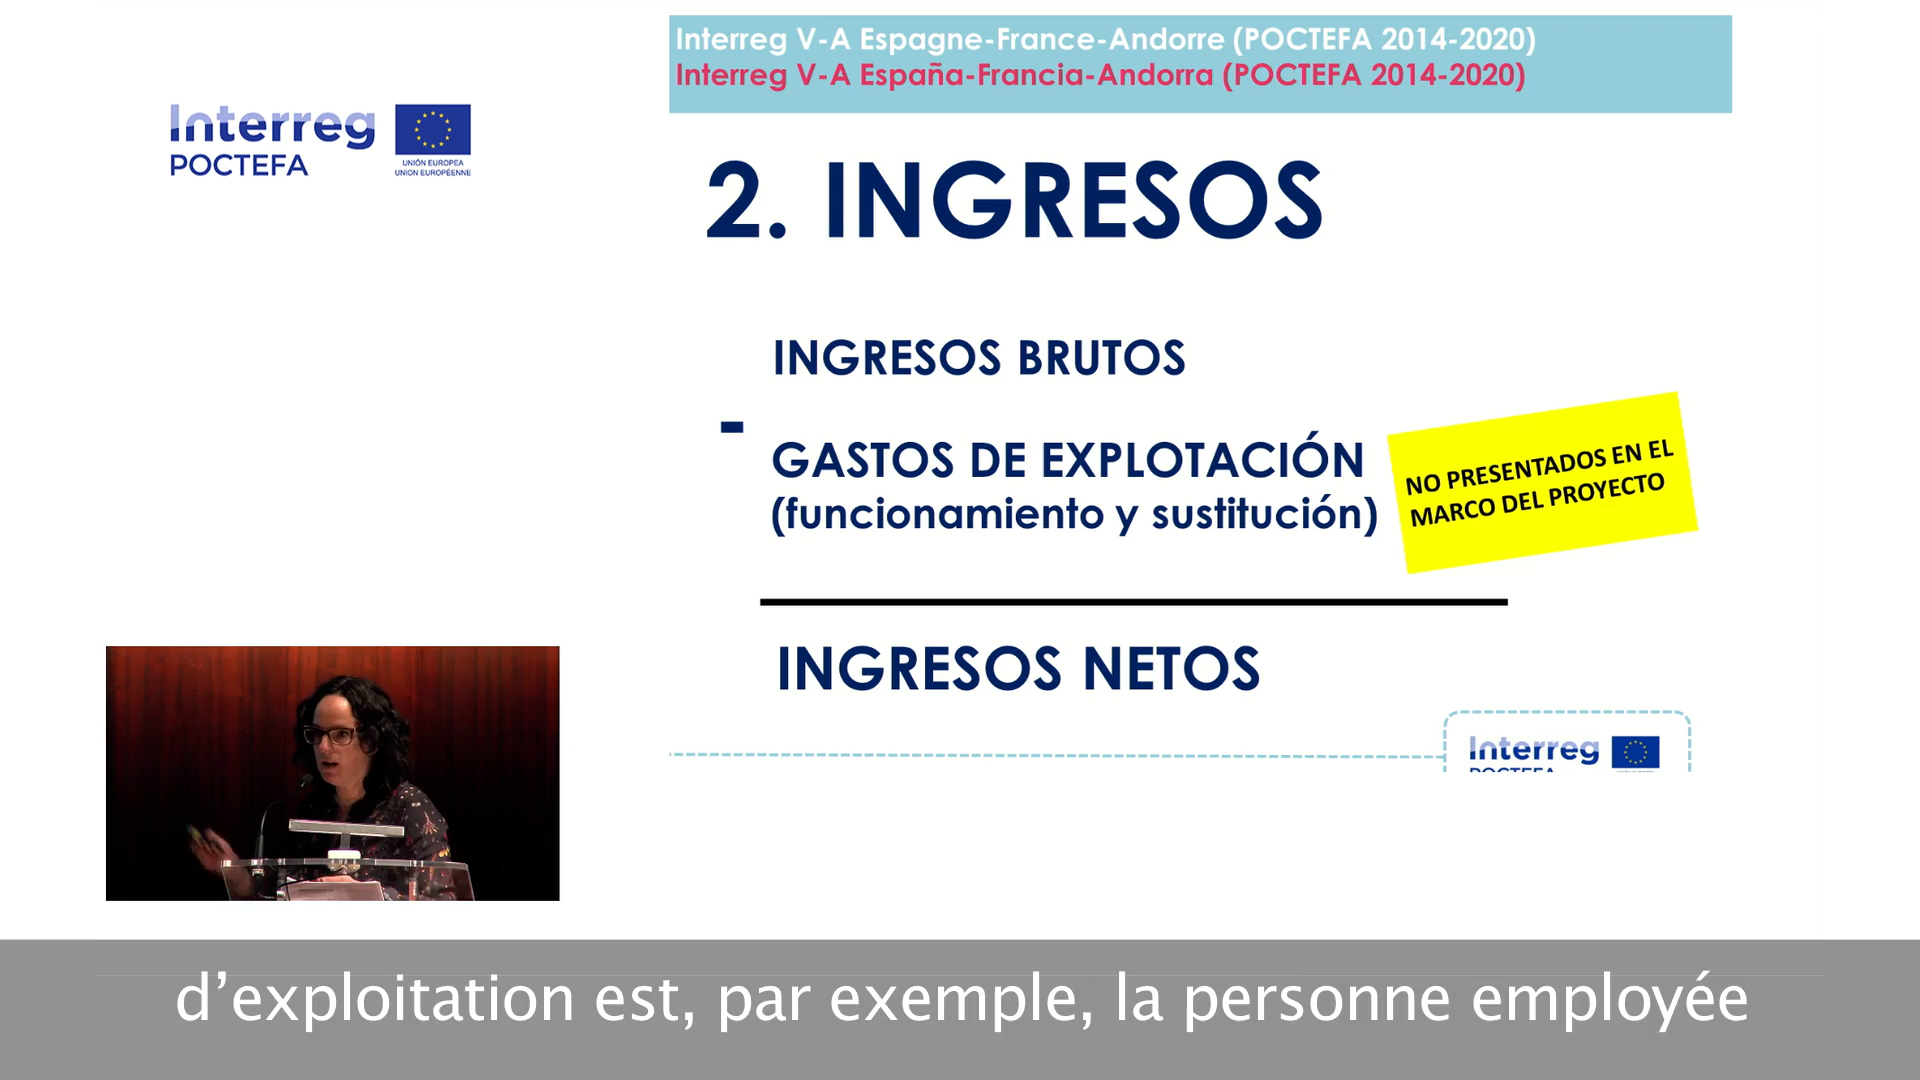 Interreg V-A Espagne-France-Andorre (POCTEFA 2014-2020)
Interreg V-A España-Francia-Andorra (POCTEFA 2014-2020)
Interreg
POCTEFA
UNIÓN EUROPEA
UNION EUROPÉENNE
2. INGRESOS
INGRESOS BRUTOS
-
GASTOS DE EXPLOTACIÓN
(funcionamiento y sustitución)
NO PRESENTADOS EN EL
MARCO DEL PROYECTO
INGRESOS NETOS
Interreg
POCTEFA
d’exploitation est, par exemple, la personne employée